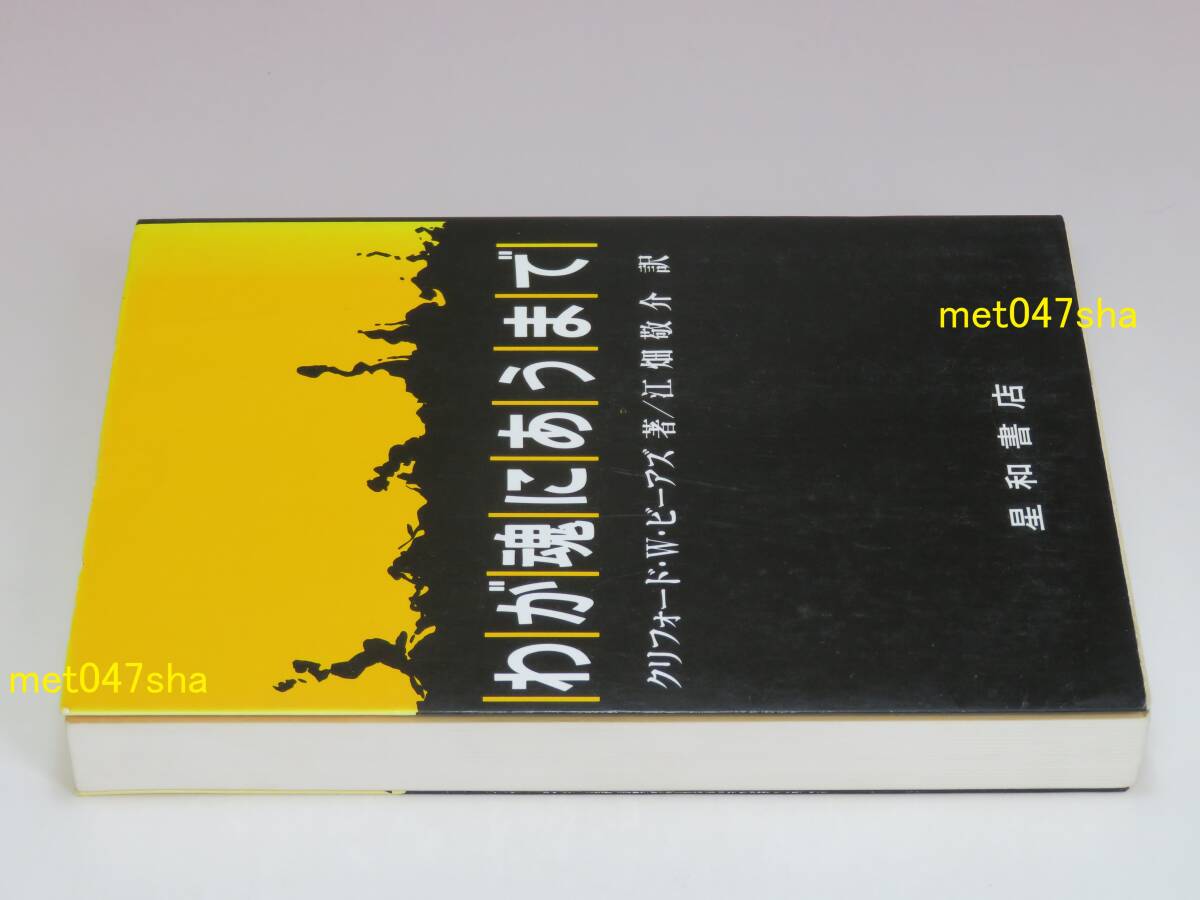 わが魂にあうまで
クリフォード・W・ビーアズ 著/江畑敬介 訳
星和書店
met047sha
met047sha